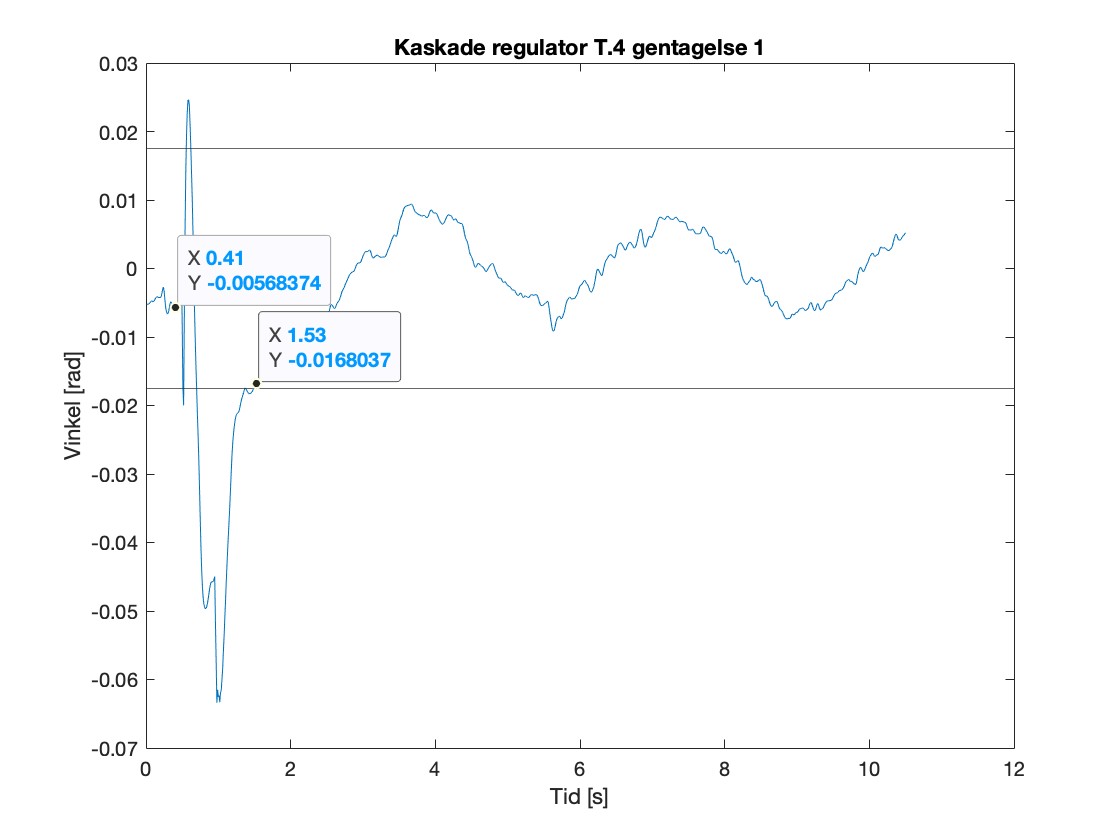 Kaskade regulator T.4 gentagelse 1
0.03
0.02
0.01
0
-0.01
-0.02
-0.03
-0.04
-0.05
-0.06
-0.07
Vinkel [rad]
X 0.41
Y -0.00568374
X 1.53
Y -0.0168037
0 2 4 6 8 10 12
Tid [s]